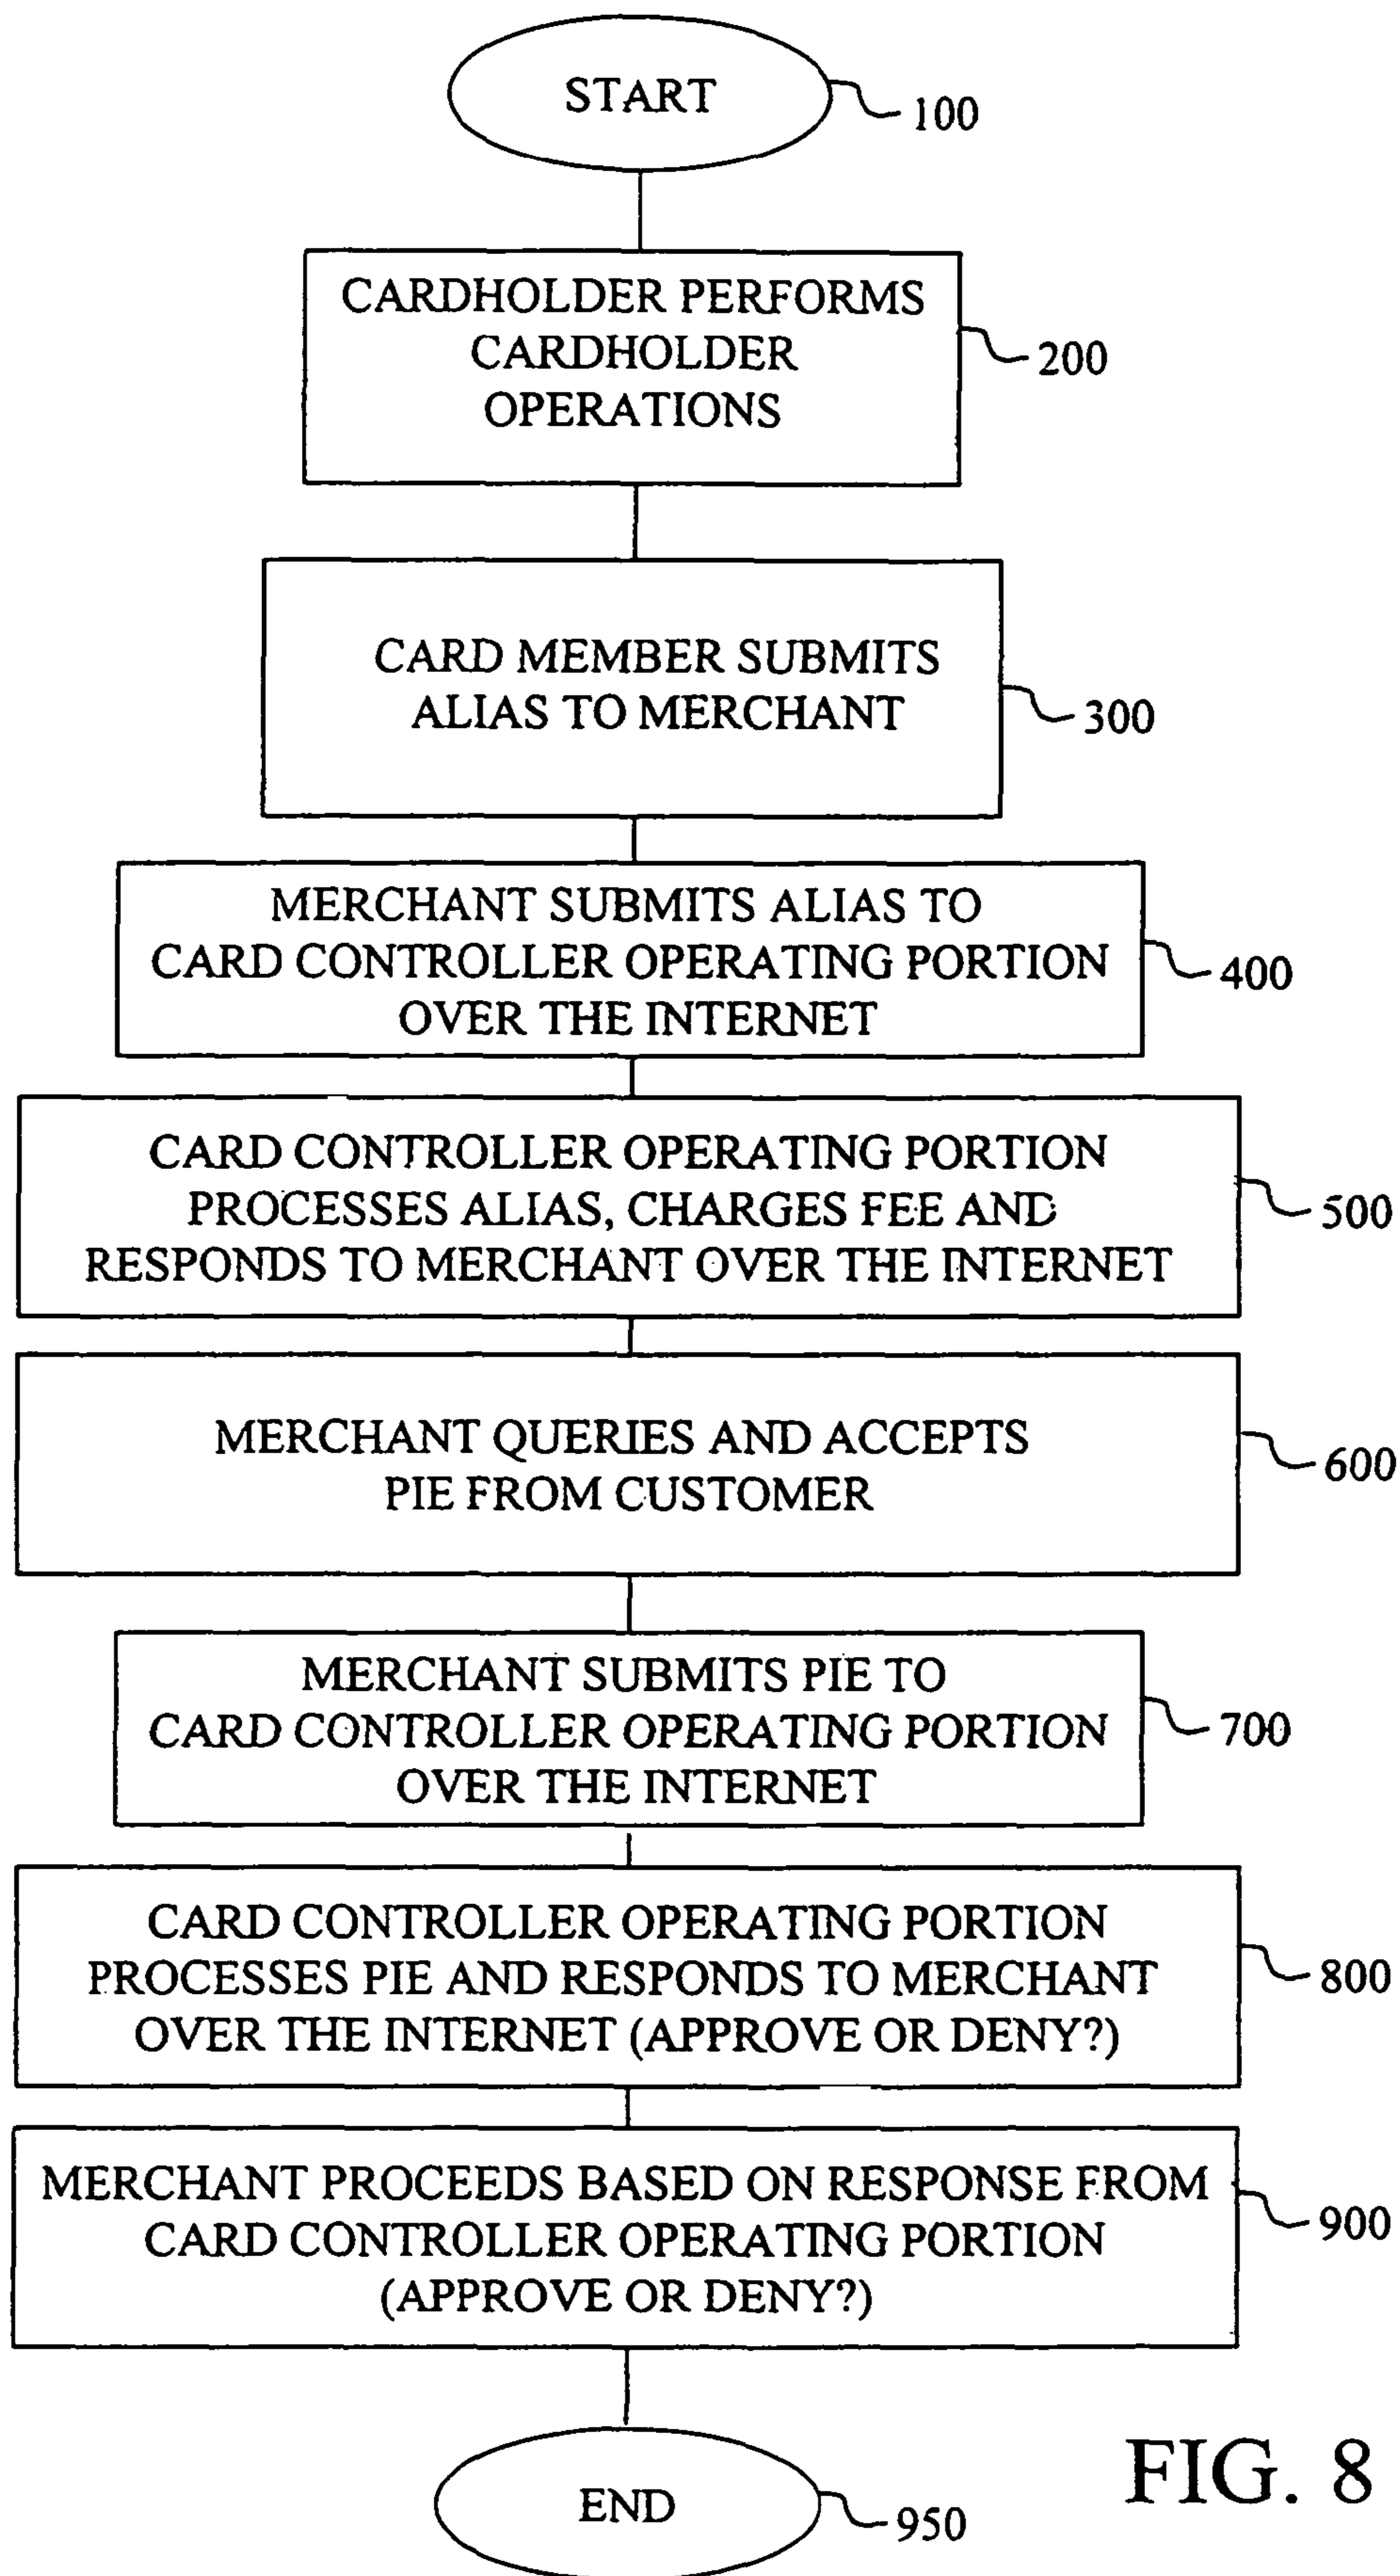 START
100
CARDHOLDER PERFORMS
CARDHOLDER
OPERATIONS
200
CARD MEMBER SUBMITS
ALIAS TO MERCHANT
300
MERCHANT SUBMITS ALIAS TO
CARD CONTROLLER OPERATING PORTION
OVER THE INTERNET
400
CARD CONTROLLER OPERATING PORTION
PROCESSES ALIAS, CHARGES FEE AND
RESPONDS TO MERCHANT OVER THE INTERNET
500
MERCHANT QUERIES AND ACCEPTS
PIE FROM CUSTOMER
600
MERCHANT SUBMITS PIE TO
CARD CONTROLLER OPERATING PORTION
OVER THE INTERNET
700
CARD CONTROLLER OPERATING PORTION
PROCESSES PIE AND RESPONDS TO MERCHANT
OVER THE INTERNET (APPROVE OR DENY?)
800
MERCHANT PROCEEDS BASED ON RESPONSE FROM
CARD CONTROLLER OPERATING PORTION
(APPROVE OR DENY?)
900
END
950
FIG. 8